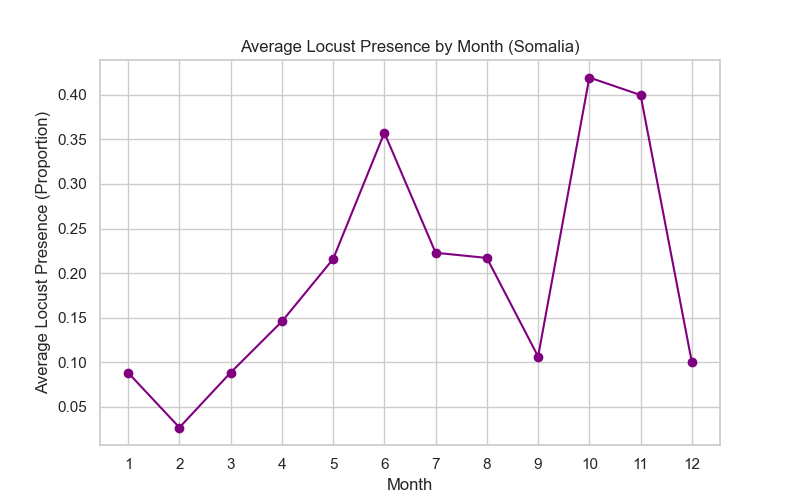 Average Locust Presence by Month (Somalia)
Average Locust Presence (Proportion)
0.40
0.35
0.30
0.25
0.20
0.15
0.10
0.05
1 2 3 4 5 6 7 8 9 10 11 12
Month